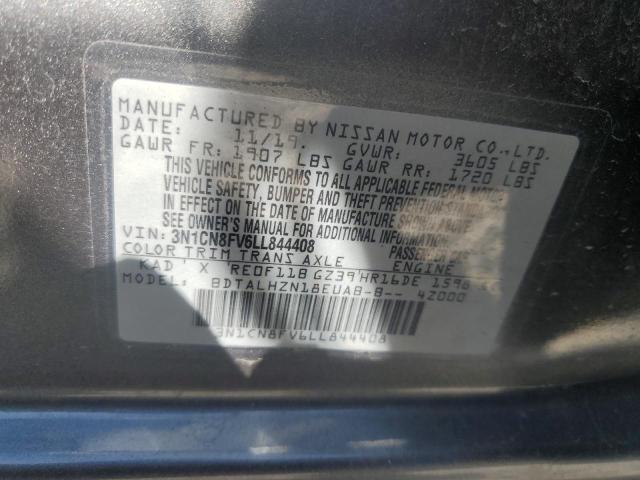 MANUFACTURED BY NISSAN MOTOR CO.,LTD.
DATE: 11/19. GVWR: 3605 LBS
GAWR FR: 1907 LBS GAWR RR: 1720 LBS
THIS VEHICLE CONFORMS TO ALL APPLICABLE FEDERAL MOTOR
VEHICLE SAFETY, BUMPER AND THEFT PREVENTION
IN EFFECT ON THE DATE OF MANUFACTURE SHOWN
SEE OWNER'S MANUAL FOR ADDITIONAL INFORMATION
VIN: 3N1CN8FV6LL844408 PASSENGER
COLOR TRIM TRANS AXLE ENGINE
KAD X RE0F11B GZ39 HR16DE 1598
MODEL: BDTALHZN18EUAB-B-- 42000
3N1CN8FV6LL844408